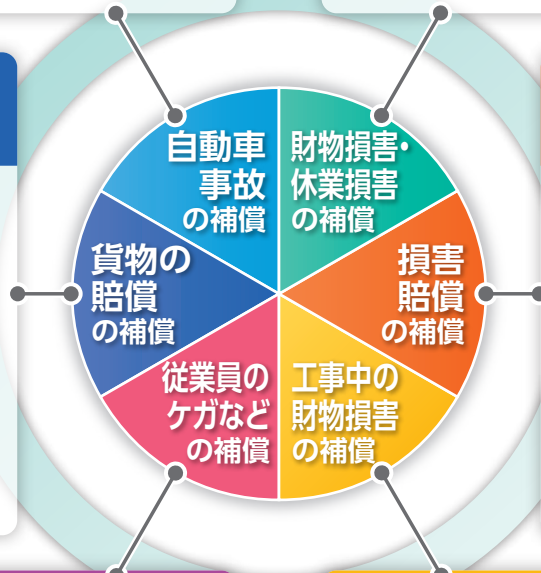 自動車
事故
の補償
財物損害・
休業損害
の補償
貨物の
賠償
の補償
損害
賠償
の補償
従業員の
ケガなど
の補償
工事中の
財物損害
の補償